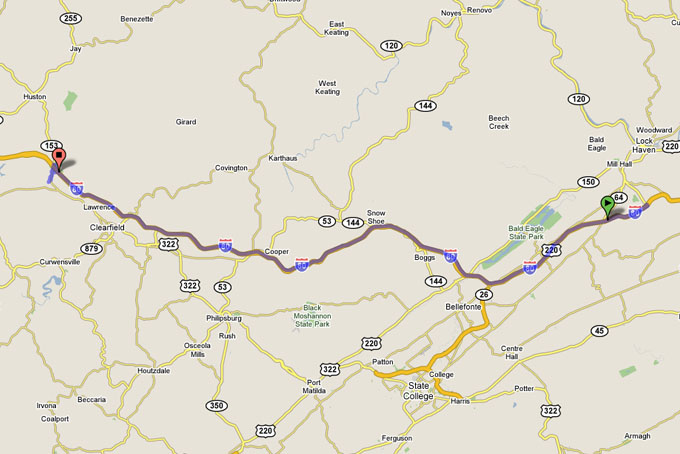 255
Driftwood
Benezette
East
Keating
Noyes
Renovo
Jay
120
West
Keating
Huston
120
144
Girard
Beech
Creek
Woodward
Bald
Eagle
Lock
Haven
220
153
Karthaus
Mill Hall
Covington
150
64
80
Lawrence
Snow
Shoe
53
144
Clearfield
Bald Eagle
State Park
80
322
80
Cooper
80
220
879
Boggs
80
80
Curwensville
322
53
144
26
Bellefonte
Black
Moshannon
State Park
Philipsburg
Rush
45
Osceola
Mills
220
Centre
Hall
322
Patton
Houtzdale
College
Port
Matilda
State
College
Potter
Beccaria
Harris
Irvona
350
322
Coalport
220
Ferguson
Armagh